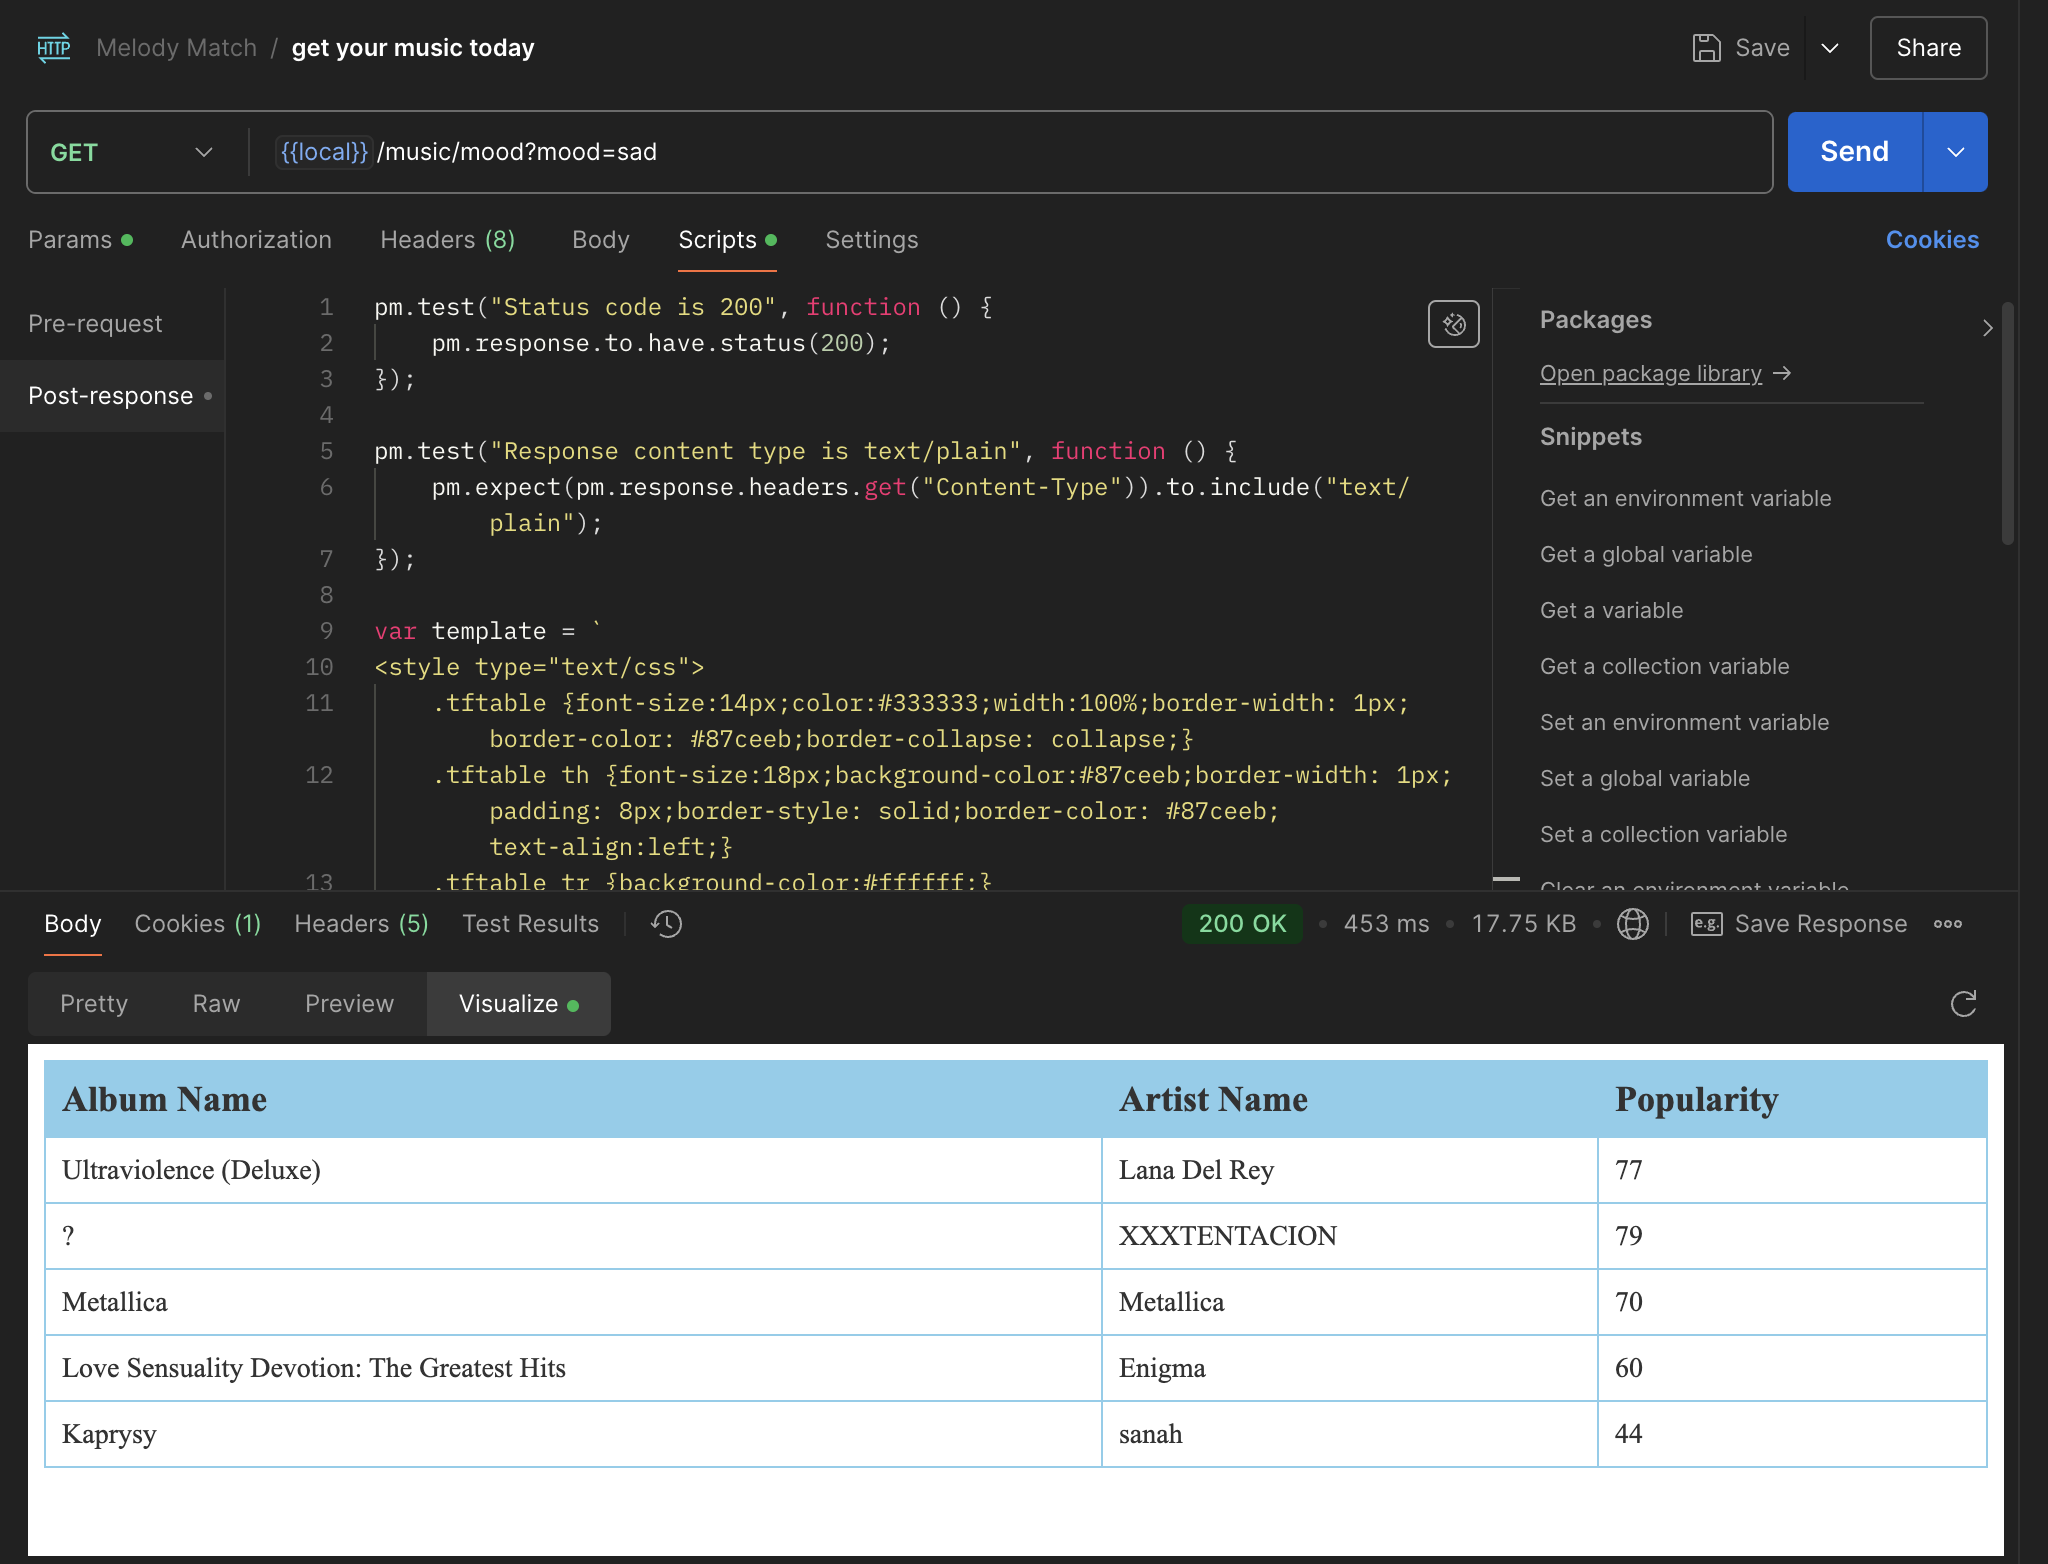 HTTP Melody Match / get your music today Save Share
GET {{local}}/music/mood?mood=sad Send
Params Authorization Headers (8) Body Scripts Settings Cookies
Pre-request
Post-response
1 pm.test("Status code is 200", function () {
2 pm.response.to.have.status(200);
3 });
4
5 pm.test("Response content type is text/plain", function () {
6 pm.expect(pm.response.headers.get("Content-Type")).to.include("text/
plain");
7 });
8
9 var template = `
10 <style type="text/css">
11 .tftable {font-size:14px;color:#333333;width:100%;border-width: 1px;
border-color: #87ceeb;border-collapse: collapse;}
12 .tftable th {font-size:18px;background-color:#87ceeb;border-width: 1px;
padding: 8px;border-style: solid;border-color: #87ceeb;
text-align:left;}
13 .tftable tr {background-color:#ffffff;}
Packages
Open package library →
Snippets
Get an environment variable
Get a global variable
Get a variable
Get a collection variable
Set an environment variable
Set a global variable
Set a collection variable
Clear an environment variable
Body Cookies (1) Headers (5) Test Results 200 OK 453 ms 17.75 KB e.g. Save Response
Pretty Raw Preview Visualize
Album Name Artist Name Popularity
Ultraviolence (Deluxe) Lana Del Rey 77
? XXXTENTACION 79
Metallica Metallica 70
Love Sensuality Devotion: The Greatest Hits Enigma 60
Kaprysy sanah 44